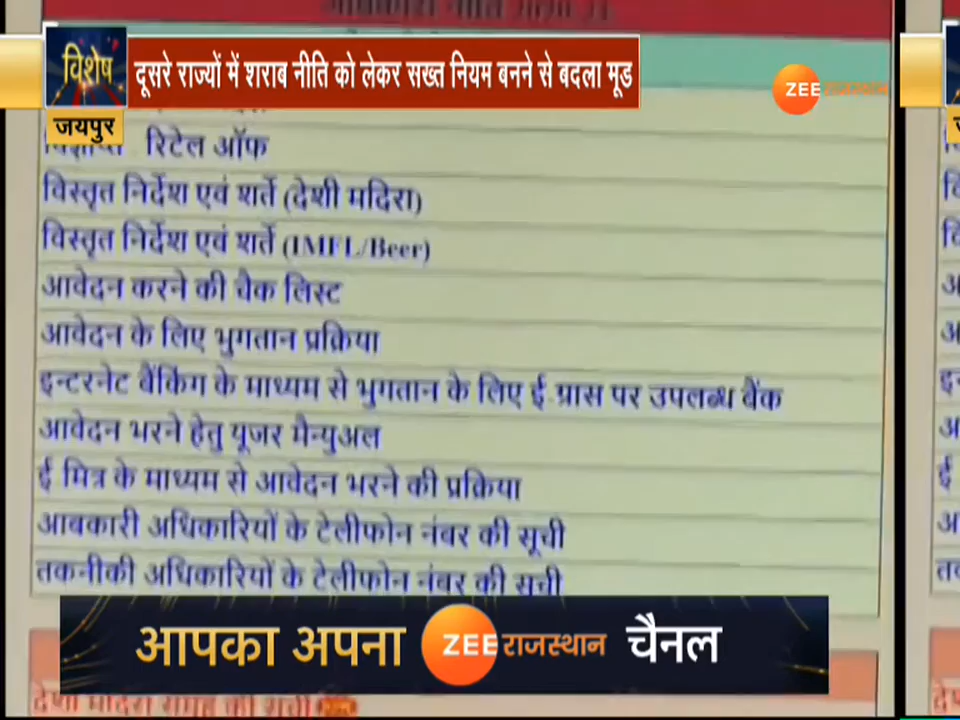 विशेष
दूसरे राज्यों में शराब नीति को लेकर सख्त नियम बनने से बदला मूड
ZEE राजस्थान
जयपुर
रिटेल ऑफ
विस्तृत निर्देश एवं शर्ते (देशी मदिरा)
विस्तृत निर्देश एवं शर्ते (IMFL/Beer)
आवेदन करने की चैक लिस्ट
आवेदन के लिए भुगतान प्रक्रिया
इन्टरनेट बैंकिंग के माध्यम से भुगतान के लिए ई-ग्रास पर उपलब्ध बैंक
आवेदन भरने हेतु यूजर मैन्युअल
ई मित्र के माध्यम से आवेदन भरने की प्रक्रिया
आबकारी अधिकारियों के टेलीफोन नंबर की सूची
तकनीकी अधिकारियों के टेलीफोन नंबर की सूची
आपका अपना ZEE राजस्थान चैनल